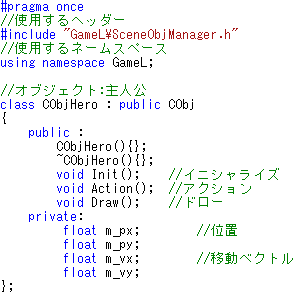 #pragma once
//使用するヘッダー
#include "GameL¥SceneObjManager.h"
//使用するネームスペース
using namespace GameL;

//オブジェクト:主人公
class CObjHero : public CObj
{
    public :
        CObjHero(){};
        ~CObjHero(){};
        void Init();    //イニシャライズ
        void Action();  //アクション
        void Draw();    //ドロー
    private:
         float m_px;        //位置
         float m_py;
         float m_vx;        //移動ベクトル
         float m_vy;
};